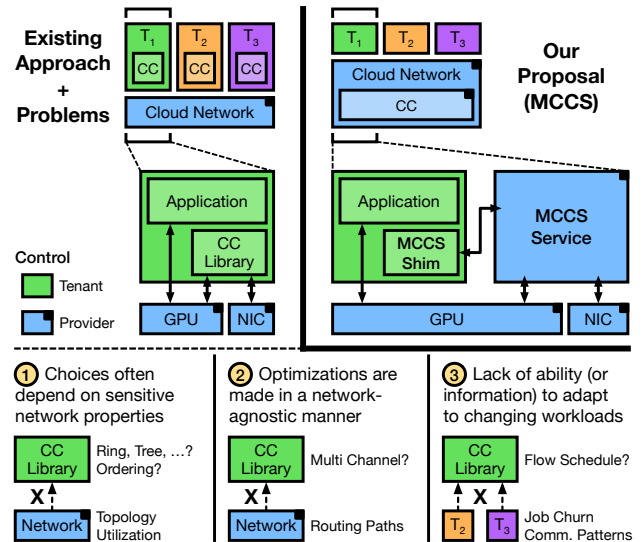 Existing
Approach
+
Problems
T1
T2
T3
CC
CC
CC
Cloud Network
T1
T2
T3
Cloud Network
CC
Our
Proposal
(MCCS)
Application
CC
Library
GPU
NIC
Control
Tenant
Provider
Application
MCCS
Shim
MCCS
Service
GPU
NIC
1 Choices often
depend on sensitive
network properties
CC
Library
Ring, Tree, …?
Ordering?
X
Network
Topology
Utilization
2 Optimizations are
made in a network-
agnostic manner
CC
Library
Multi Channel?
X
Network
Routing Paths
3 Lack of ability (or
information) to adapt
to changing workloads
CC
Library
Flow Schedule?
X
T2
T3
Job Churn
Comm. Patterns